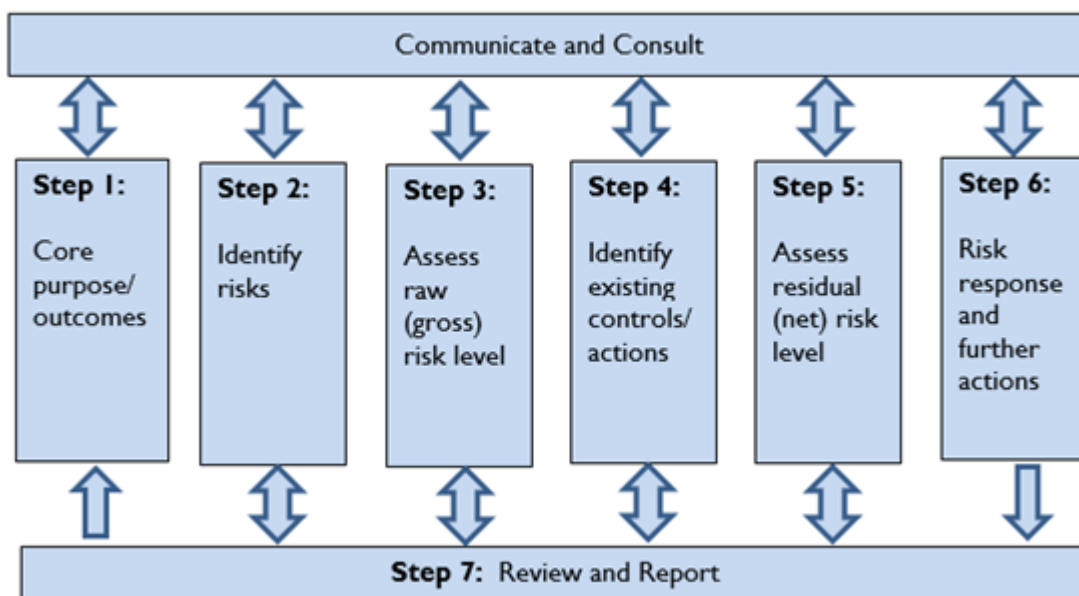 Communicate and Consult
Step 1:
Core
purpose/
outcomes
Step 2:
Identify
risks
Step 3:
Assess
raw
(gross)
risk level
Step 4:
Identify
existing
controls/
actions
Step 5:
Assess
residual
(net) risk
level
Step 6:
Risk
response
and
further
actions
Step 7: Review and Report